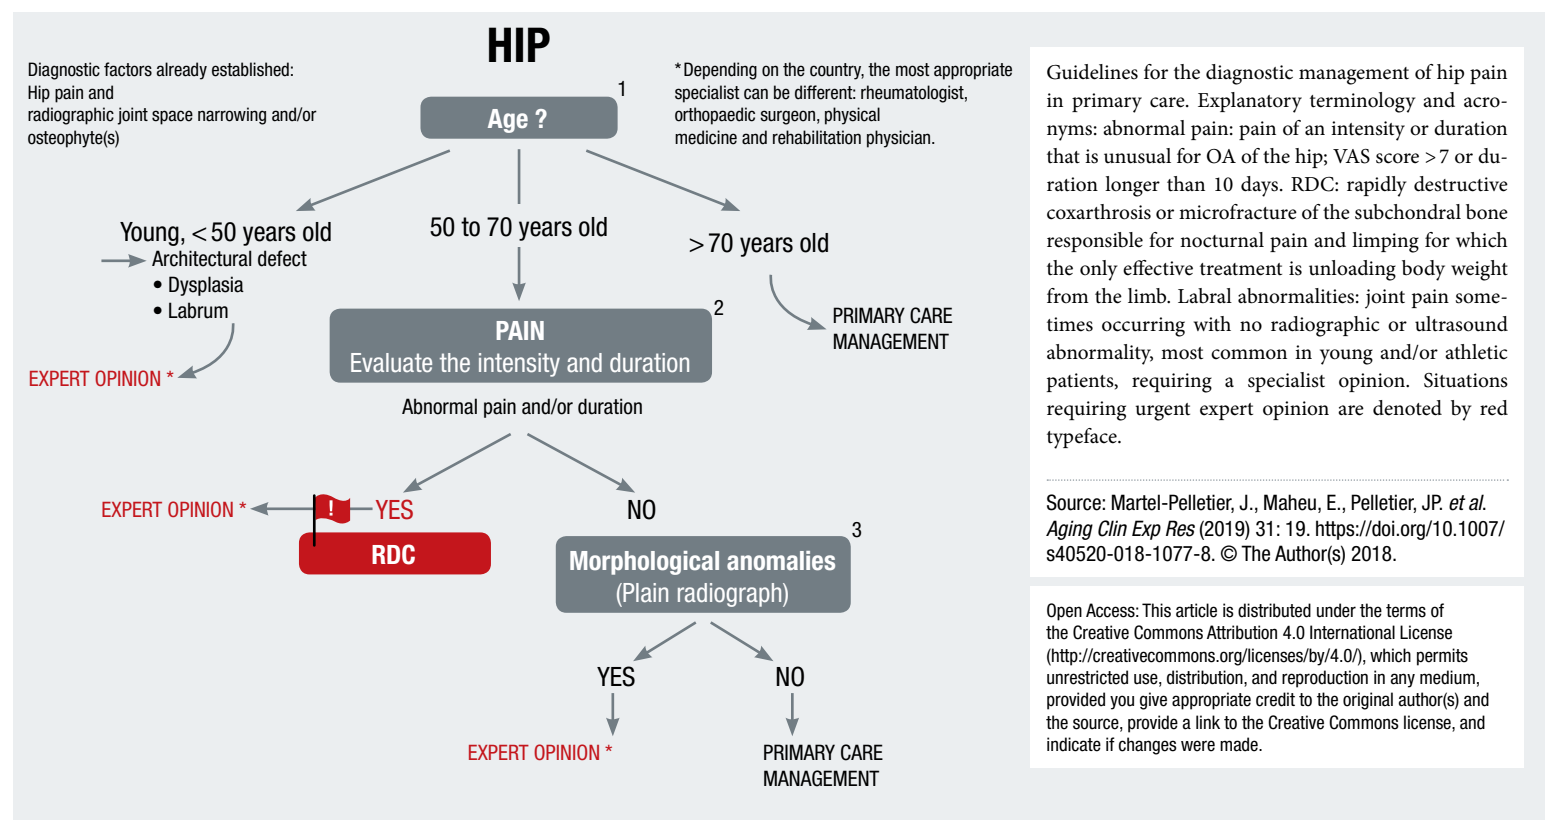 HIP
Diagnostic factors already established:
Hip pain and
radiographic joint space narrowing and/or
osteophyte(s)
* Depending on the country, the most appropriate
specialist can be different: rheumatologist,
orthopaedic surgeon, physical
medicine and rehabilitation physician.
1
Age ?
Young, < 50 years old
Architectural defect
• Dysplasia
• Labrum
EXPERT OPINION *
50 to 70 years old
> 70 years old
PRIMARY CARE
MANAGEMENT
2
PAIN
Evaluate the intensity and duration
Abnormal pain and/or duration
EXPERT OPINION *
!
YES
RDC
NO
3
Morphological anomalies
(Plain radiograph)
YES
NO
EXPERT OPINION *
PRIMARY CARE
MANAGEMENT
Guidelines for the diagnostic management of hip pain
in primary care. Explanatory terminology and acro-
nyms: abnormal pain: pain of an intensity or duration
that is unusual for OA of the hip; VAS score > 7 or du-
ration longer than 10 days. RDC: rapidly destructive
coxarthrosis or microfracture of the subchondral bone
responsible for nocturnal pain and limping for which
the only effective treatment is unloading body weight
from the limb. Labral abnormalities: joint pain some-
times occurring with no radiographic or ultrasound
abnormality, most common in young and/or athletic
patients, requiring a specialist opinion. Situations
requiring urgent expert opinion are denoted by red
typeface.
Source: Martel-Pelletier, J., Maheu, E., Pelletier, JP. et al.
Aging Clin Exp Res (2019) 31: 19. https://doi.org/10.1007/
s40520-018-1077-8. © The Author(s) 2018.
Open Access: This article is distributed under the terms of
the Creative Commons Attribution 4.0 International License
(http://creativecommons.org/licenses/by/4.0/), which permits
unrestricted use, distribution, and reproduction in any medium,
provided you give appropriate credit to the original author(s) and
the source, provide a link to the Creative Commons license, and
indicate if changes were made.